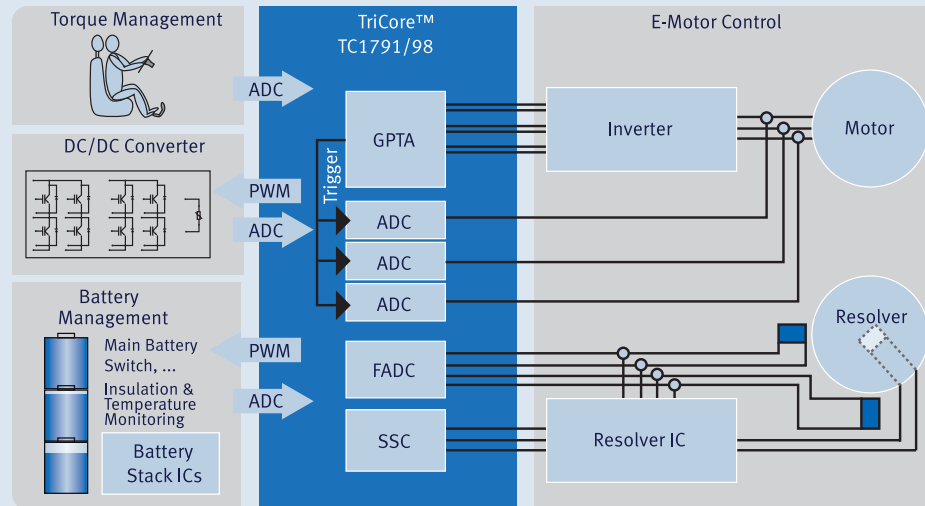 Torque Management
ADC
DC/DC Converter
PWM
ADC
Battery
Management
Main Battery
Switch, ...
Insulation &
Temperature
Monitoring
Battery
Stack ICs
PWM
ADC
TriCore™
TC1791/98
GPTA
Trigger
ADC
ADC
ADC
FADC
SSC
E-Motor Control
Inverter
Motor
Resolver
Resolver IC